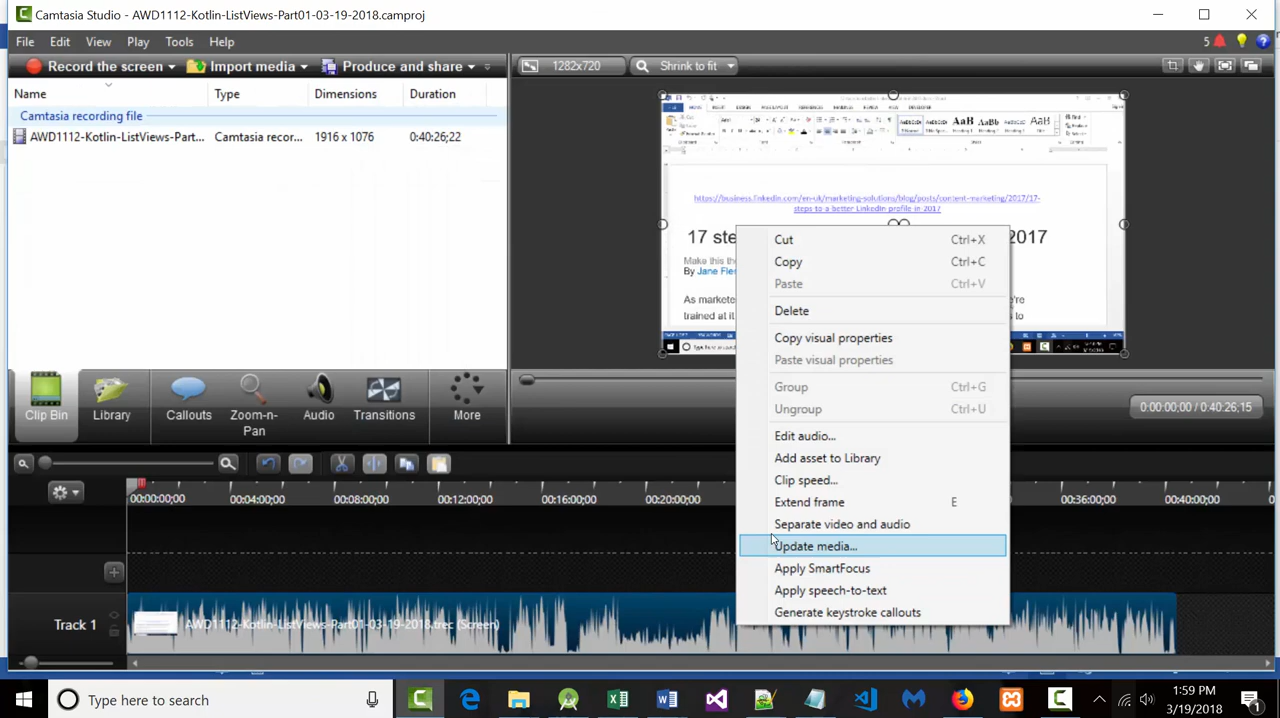 Camtasia Studio - AWD1112-Kotlin-ListViews-Part01-03-19-2018.camproj
File Edit View Play Tools Help
5
Record the screen Import media Produce and share
1282x720 Shrink to fit
Name Type Dimensions Duration
Camtasia recording file
AWD1112-Kotlin-ListViews-Part... Camtasia recor... 1916 x 1076 0:40:26;22
https://business.linkedin.com/en-uk/marketing-solutions/blog/posts/content-marketing/2017/17-
steps-to a better LinkedIn profile in 2017
17 ste 2017
Make this th
By Jane Fle
As markete
trained at it
Cut Ctrl+X
Copy Ctrl+C
Paste Ctrl+V
Delete
Copy visual properties
Paste visual properties
Group Ctrl+G
Ungroup Ctrl+U
Edit audio...
Add asset to Library
Clip speed...
Extend frame E
Separate video and audio
Update media...
Apply SmartFocus
Apply speech-to-text
Generate keystroke callouts
Clip Bin Library Callouts Zoom-n-Pan Audio Transitions More
0:00:00;00 / 0:40:26;15
00:00:00;00 00:04:00;00 00:08:00;00 00:12:00;00 00:16:00;00 00:20:00;00 00:36:00;00 00:40:00;00
Track 1 AWD1112-Kotlin-ListViews-Part01-03-19-2018.trec (Screen)
Type here to search
1:59 PM
3/19/2018
1